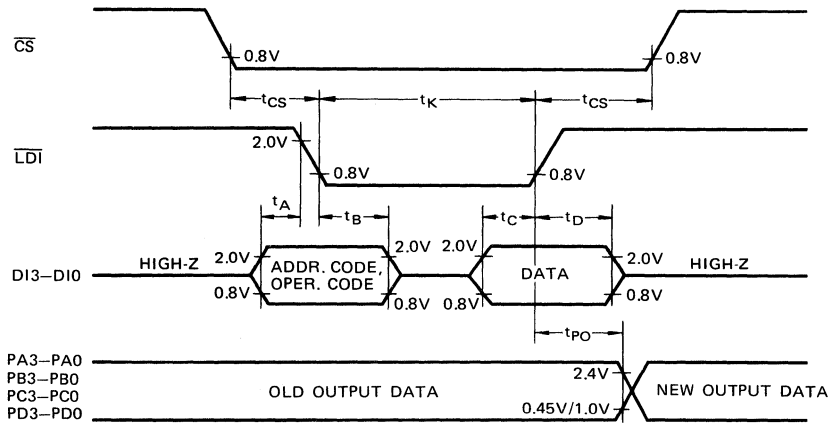 CS
0.8V
0.8V
tCS
tK
tCS
LDI
2.0V
0.8V
0.8V
tA
tB
tC
tD
DI3–DI0
HIGH-Z
2.0V
0.8V
ADDR. CODE,
OPER. CODE
2.0V
0.8V
2.0V
0.8V
DATA
2.0V
0.8V
HIGH-Z
tPO
PA3–PA0
PB3–PB0
PC3–PC0
PD3–PD0
OLD OUTPUT DATA
2.4V
0.45V/1.0V
NEW OUTPUT DATA